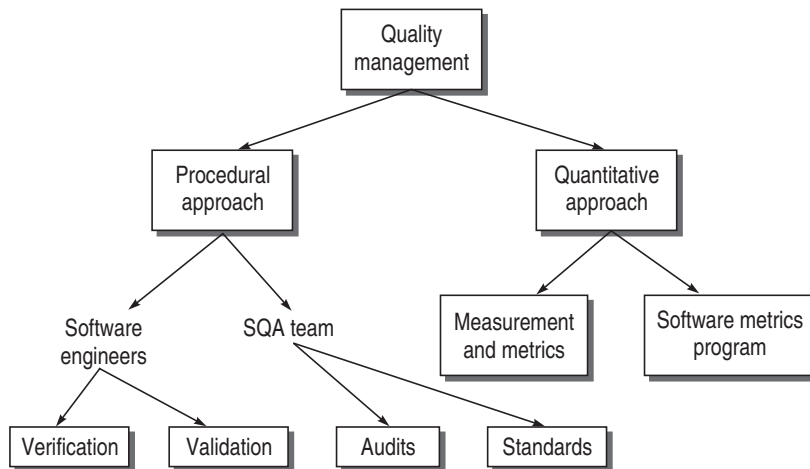 Quality
management
Procedural
approach
Quantitative
approach
Software
engineers
SQA team
Measurement
and metrics
Software metrics
program
Verification
Validation
Audits
Standards